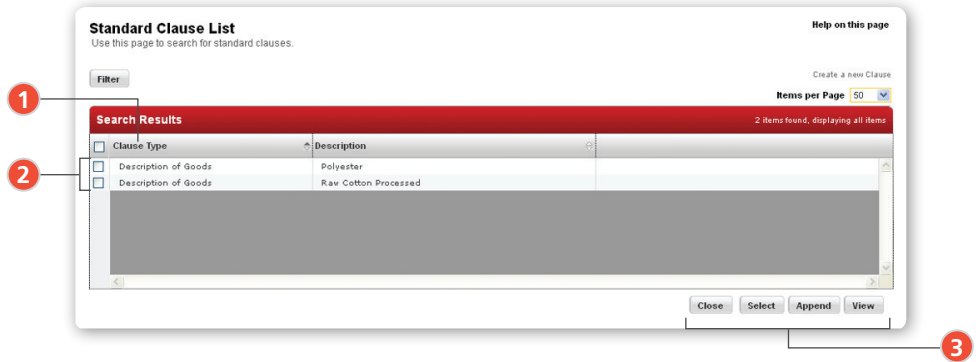 Standard Clause List
Help on this page
Use this page to search for standard clauses.
Filter
Create a new Clause
Items per Page 50
1
Search Results
2 items found, displaying all items
Clause Type Description
2
Description of Goods Polyester
Description of Goods Raw Cotton Processed
Close Select Append View
3